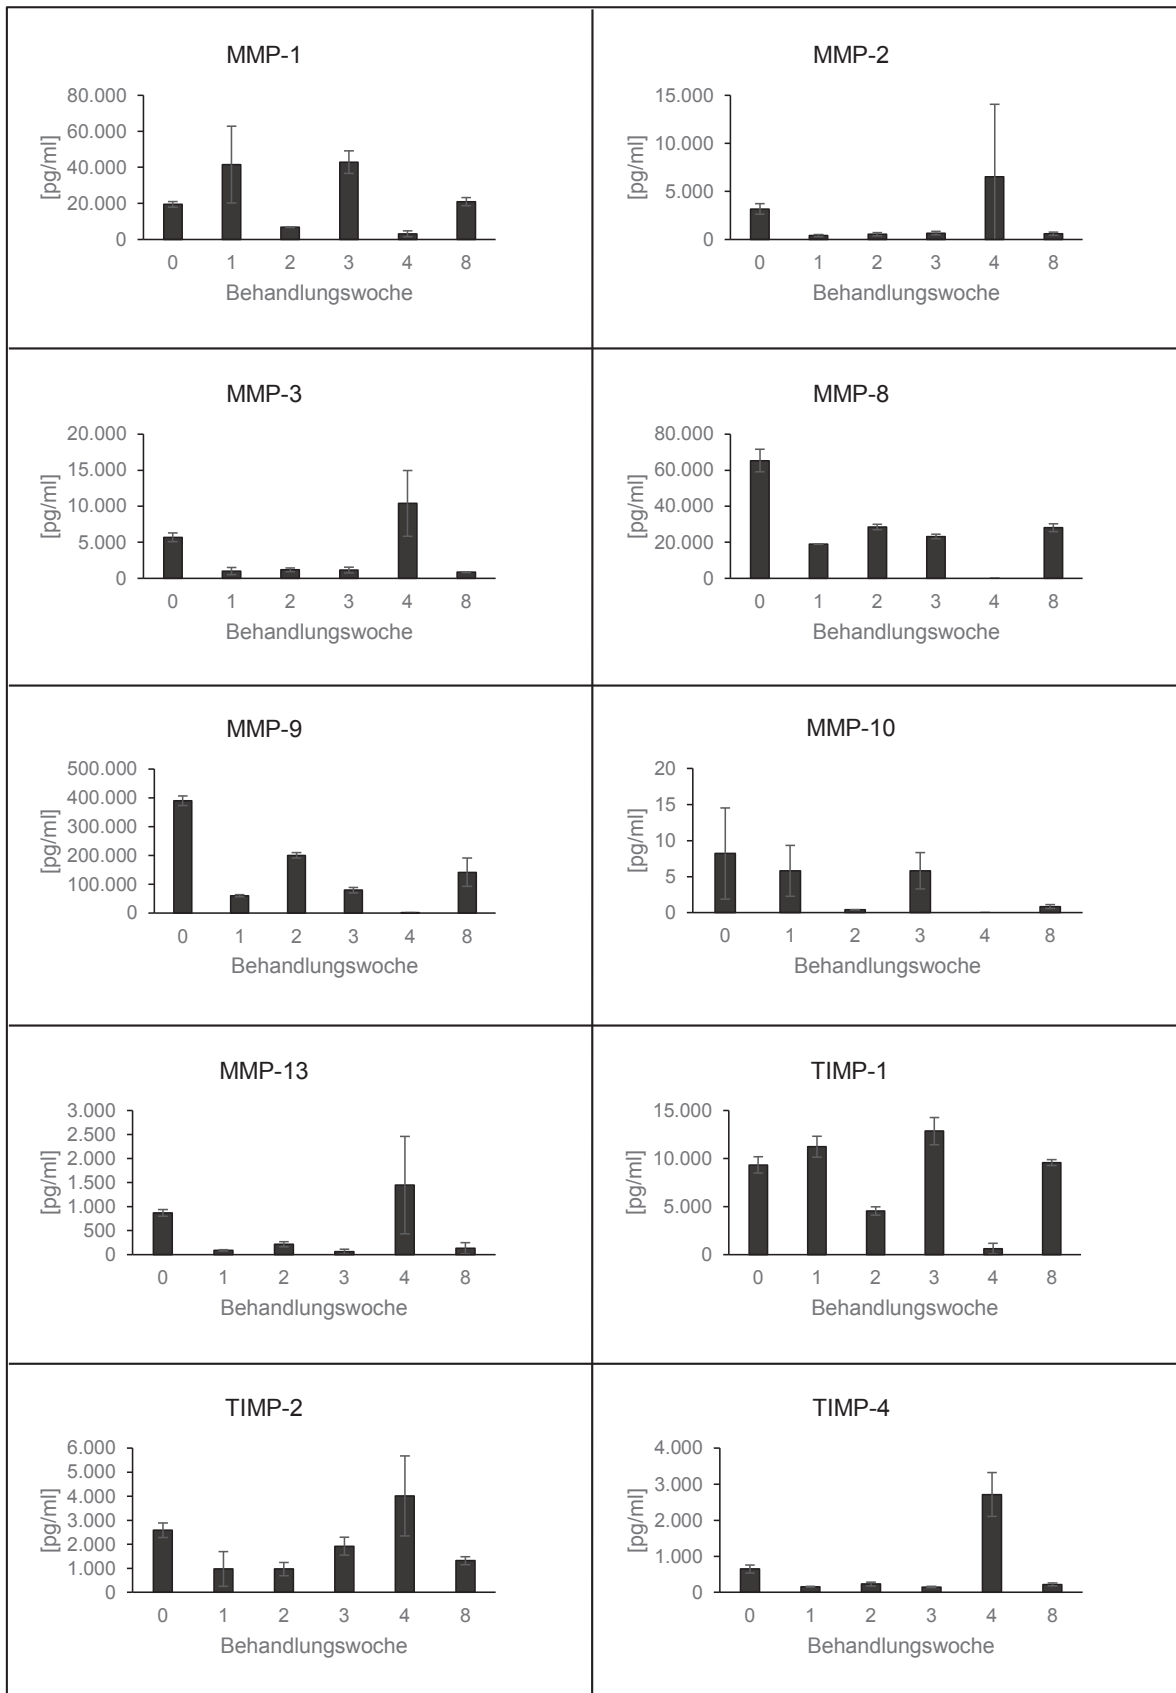 MMP-1
80.000
60.000
40.000
20.000
0
[pg/ml]
0 1 2 3 4 8
Behandlungswoche
MMP-2
15.000
10.000
5.000
0
[pg/ml]
0 1 2 3 4 8
Behandlungswoche
MMP-3
20.000
15.000
10.000
5.000
0
[pg/ml]
0 1 2 3 4 8
Behandlungswoche
MMP-8
80.000
60.000
40.000
20.000
0
[pg/ml]
0 1 2 3 4 8
Behandlungswoche
MMP-9
500.000
400.000
300.000
200.000
100.000
0
[pg/ml]
0 1 2 3 4 8
Behandlungswoche
MMP-10
20
15
10
5
0
[pg/ml]
0 1 2 3 4 8
Behandlungswoche
MMP-13
3.000
2.500
2.000
1.500
1.000
500
0
[pg/ml]
0 1 2 3 4 8
Behandlungswoche
TIMP-1
15.000
10.000
5.000
0
[pg/ml]
0 1 2 3 4 8
Behandlungswoche
TIMP-2
6.000
5.000
4.000
3.000
2.000
1.000
0
[pg/ml]
0 1 2 3 4 8
Behandlungswoche
TIMP-4
4.000
3.000
2.000
1.000
0
[pg/ml]
0 1 2 3 4 8
Behandlungswoche